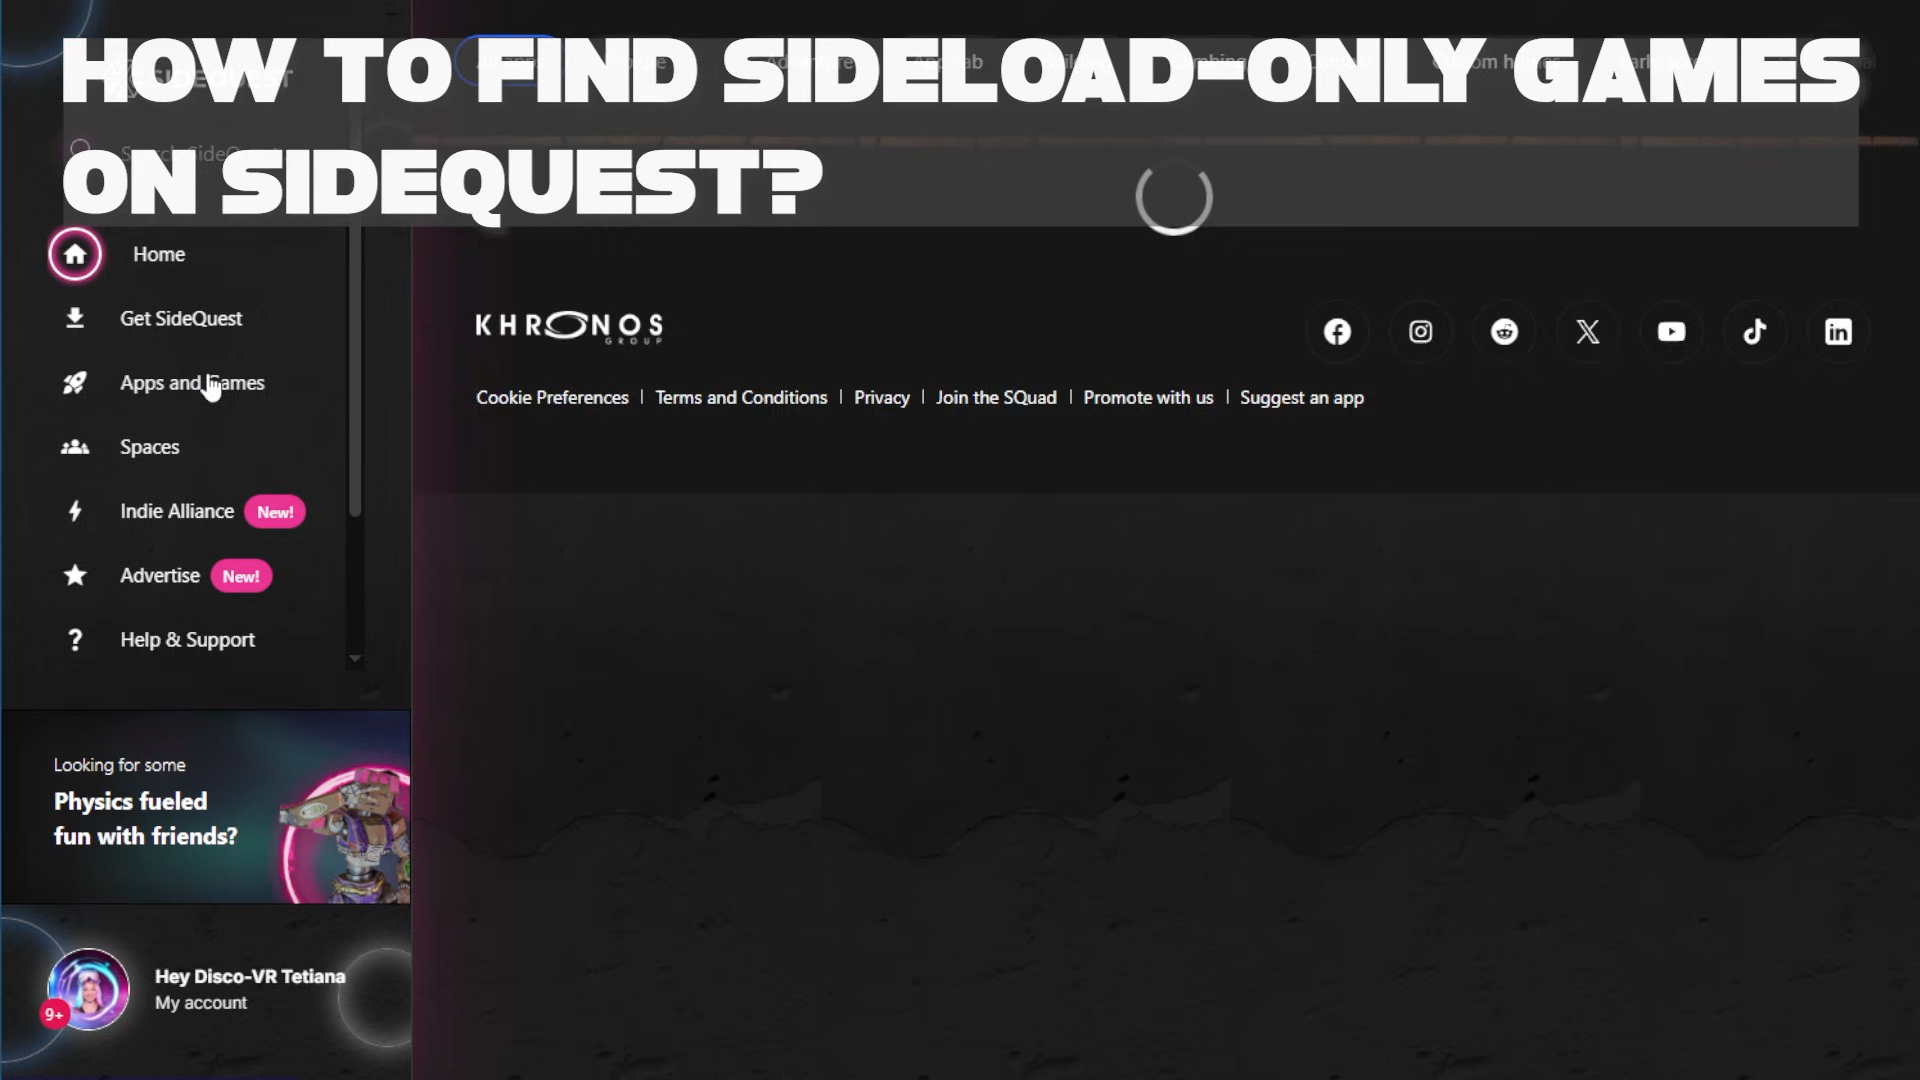 HOW TO FIND SIDELOAD-ONLY GAMES
ON SIDEQUEST?
Home
Get SideQuest
Apps and Games
Spaces
Indie Alliance New!
Advertise New!
Help & Support
KHRONOS
GROUP
Cookie Preferences | Terms and Conditions | Privacy | Join the SQuad | Promote with us | Suggest an app
Looking for some
Physics fueled
fun with friends?
Hey Disco-VR Tetiana
My account
9+